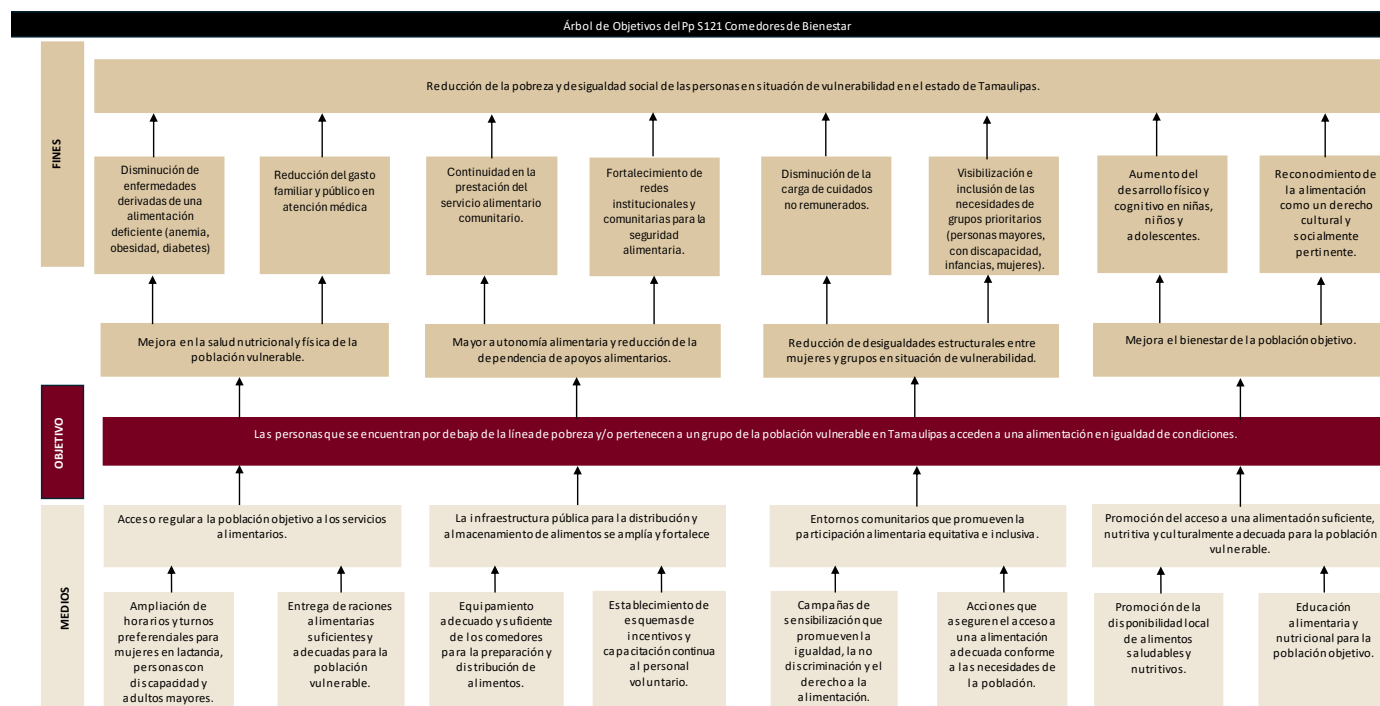 Árbol de Objetivos del Pp S121 Comedores de Bienestar
FINES
Reducción de la pobreza y desigualdad social de las personas en situación de vulnerabilidad en el estado de Tamaulipas.
Disminución de
enfermedades
derivadas de una
alimentación
deficiente (anemia,
obesidad, diabetes)
Reducción del gasto
familiar y público en
atención médica
Continuidad en la
prestación del
servicio alimentario
comunitario.
Fortalecimiento de
redes
institucionales y
comunitarias para la
seguridad
alimentaria.
Disminución de la
carga de cuidados
no remunerados.
Visibilización e
inclusión de las
necesidades de
grupos prioritarios
(personas mayores,
con discapacidad,
infancias, mujeres).
Aumento del
desarrollo físico y
cognitivo en niñas,
niños y
adolescentes.
Reconocimiento de
la alimentación
como un derecho
cultural y
socialmente
pertinente.
Mejora en la salud nutricional y física de la
población vulnerable.
Mayor autonomía alimentaria y reducción de la
dependencia de apoyos alimentarios.
Reducción de desigualdades estructurales entre
mujeres y grupos en situación de vulnerabilidad.
Mejora el bienestar de la población objetivo.
OBJETIVO
Las personas que se encuentran por debajo de la línea de pobreza y/o pertenecen a un grupo de la población vulnerable en Tamaulipas acceden a una alimentación en igualdad de condiciones.
MEDIOS
Acceso regular a la población objetivo a los servicios
alimentarios.
La infraestructura pública para la distribución y
almacenamiento de alimentos se amplía y fortalece
Entornos comunitarios que promueven la
participación alimentaria equitativa e inclusiva.
Promoción del acceso a una alimentación suficiente,
nutritiva y culturalmente adecuada para la población
vulnerable.
Ampliación de
horarios y turnos
preferenciales para
mujeres en lactancia,
personas con
discapacidad y
adultos mayores.
Entrega de raciones
alimentarias
suficientes y
adecuadas para la
población
vulnerable.
Equipamiento
adecuado y suficiente
de los comedores
para la preparación y
distribución de
alimentos.
Establecimiento de
esquemas de
incentivos y
capacitación continua
al personal
voluntario.
Campañas de
sensibilización que
promueven la
igualdad, la no
discriminación y el
derecho a la
alimentación.
Acciones que
aseguren el acceso a
una alimentación
adecuada conforme
a las necesidades de
la población.
Promoción de la
disponibilidad local
de alimentos
saludables y
nutritivos.
Educación
alimentaria y
nutricional para la
población objetivo.